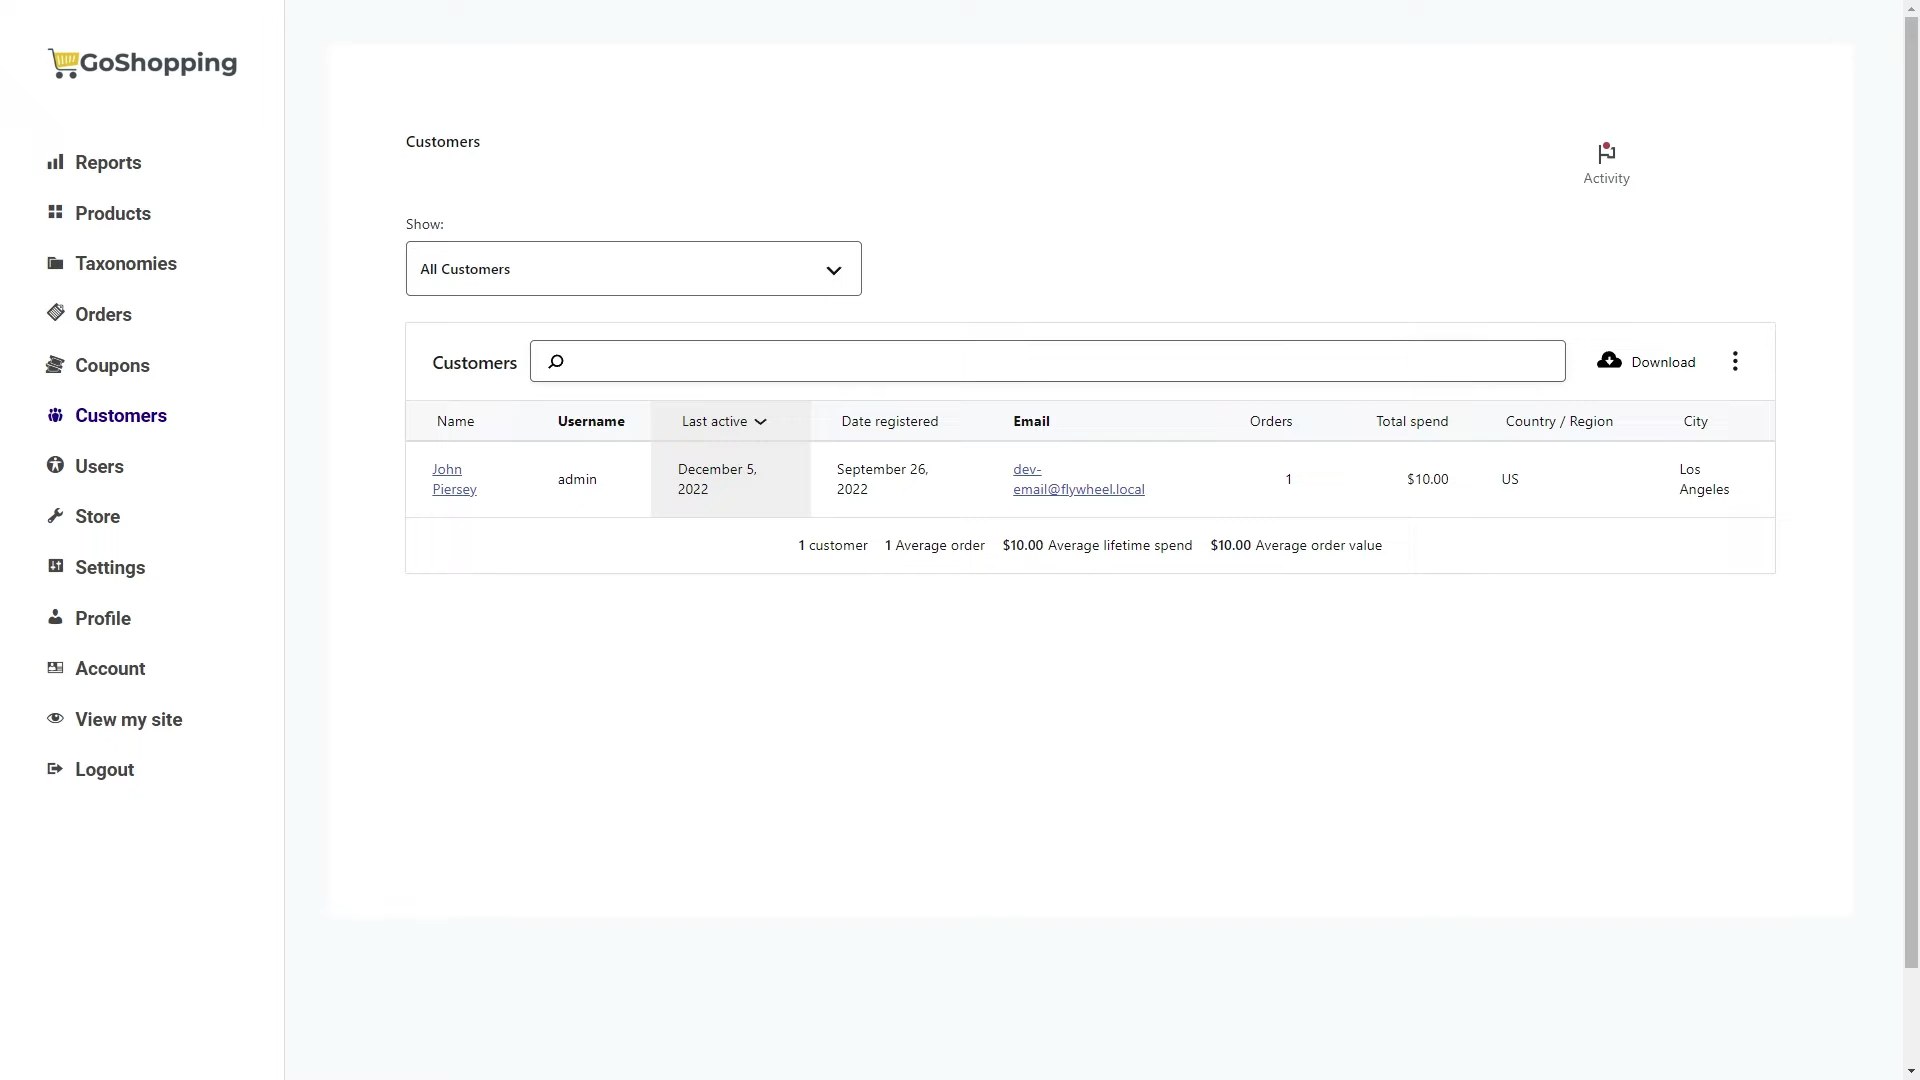 GoShopping
Reports
Products
Taxonomies
Orders
Coupons
Customers
Users
Store
Settings
Profile
Account
View my site
Logout
Customers
Activity
Show:
All Customers
Customers
Download
Name Username Last active Date registered Email Orders Total spend Country / Region City
John
Piersey
admin
December 5,
2022
September 26,
2022
dev-
email@flywheel.local
1
$10.00
US
Los
Angeles
1 customer 1 Average order $10.00 Average lifetime spend $10.00 Average order value